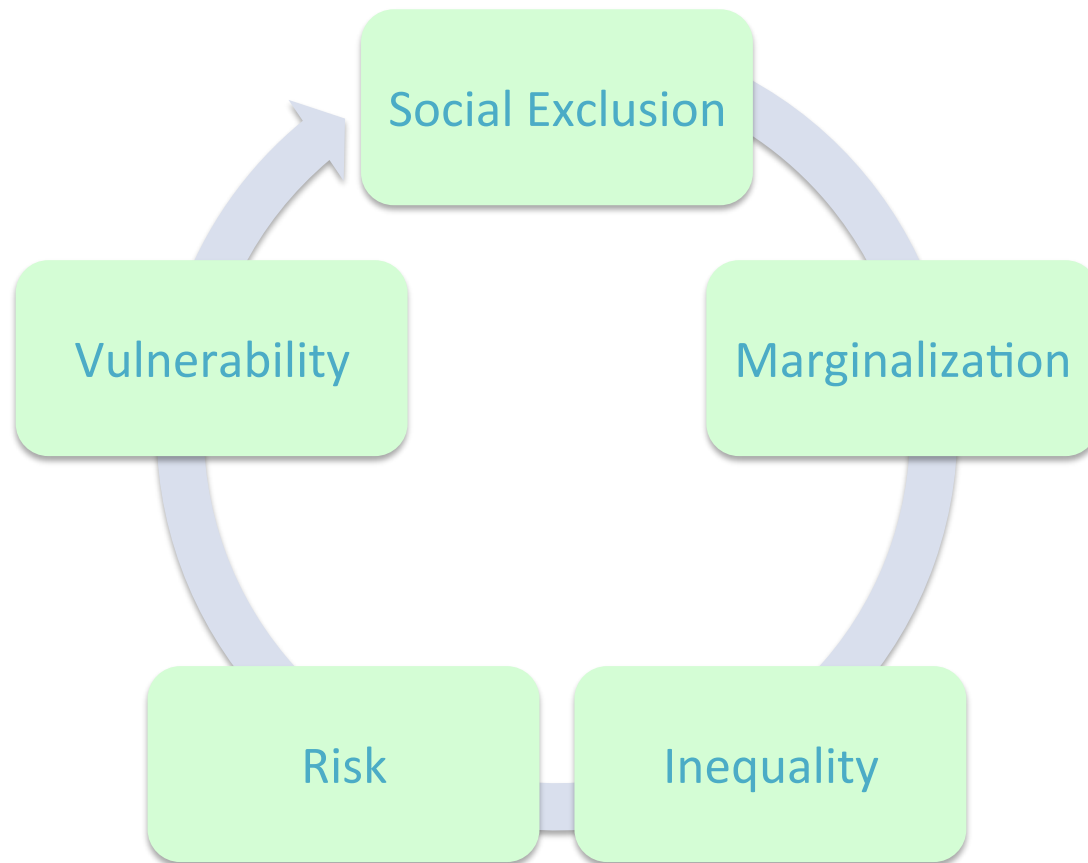 Social Exclusion
Vulnerability
Marginalization
Risk
Inequality